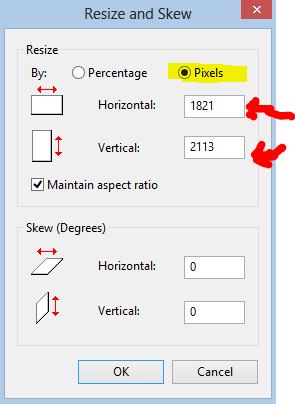 Resize and Skew
Resize
By: Percentage Pixels
Horizontal: 1821
Vertical: 2113
Maintain aspect ratio
Skew (Degrees)
Horizontal: 0
Vertical: 0
OK Cancel